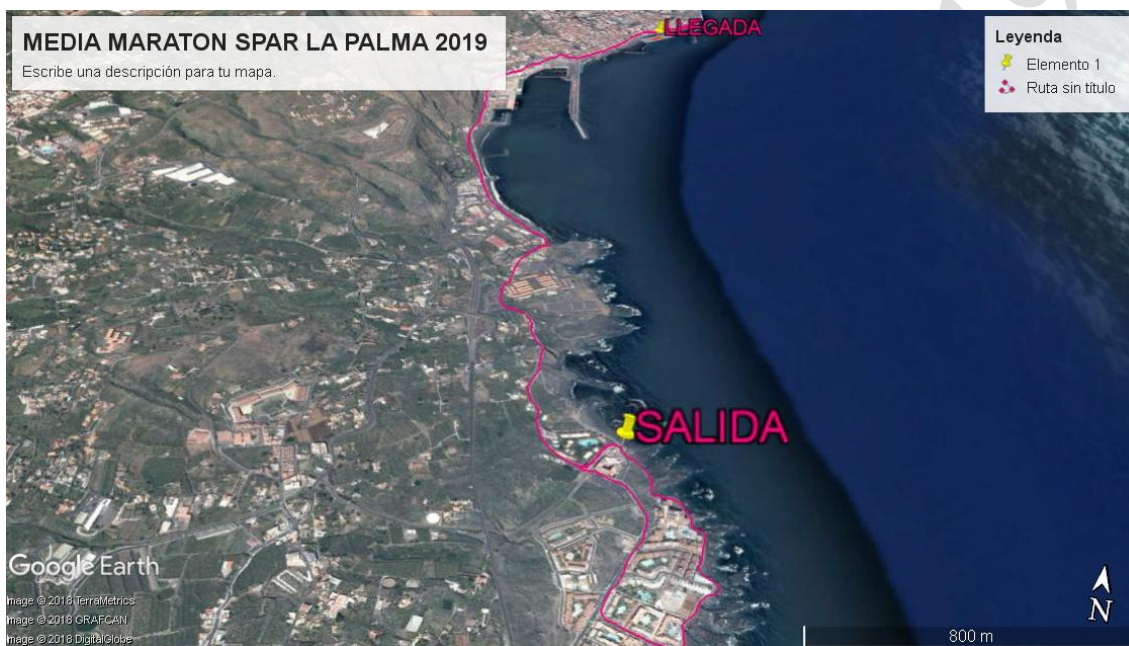 MEDIA MARATON SPAR LA PALMA 2019
Escribe una descripción para tu mapa.
LLEGADA
Leyenda
Elemento 1
Ruta sin título
SALIDA
Google Earth
Image © 2018 TerraMetrics
Image © 2018 GRAFCAN
Image © 2018 DigitalGlobe
800 m
N